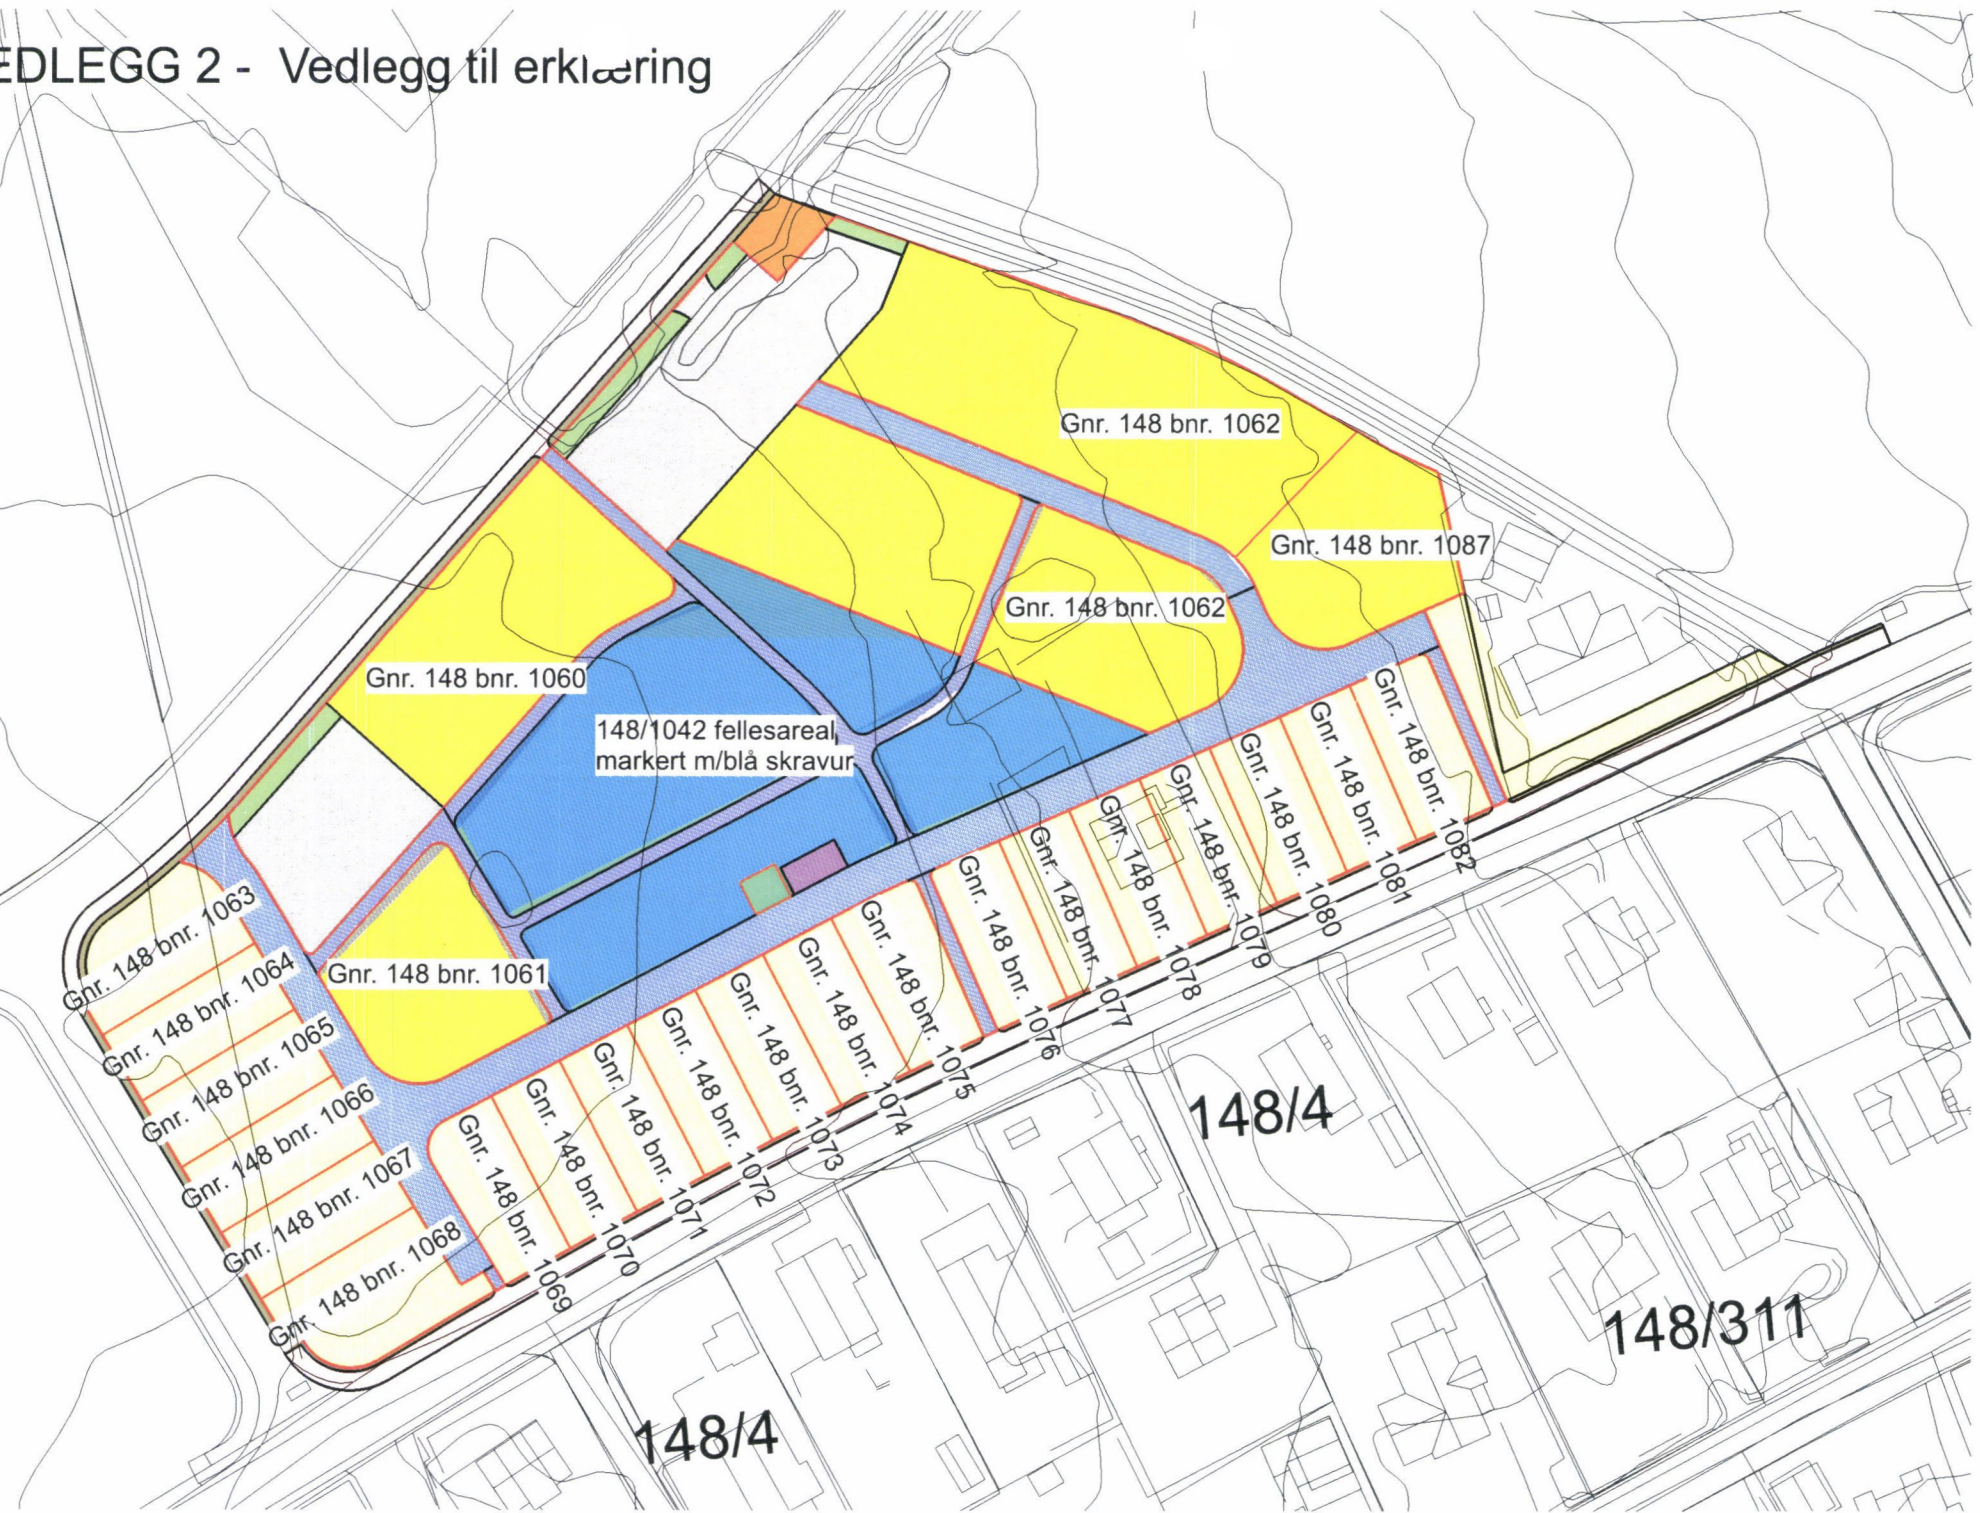 EDLEGG 2 - Vedlegg til erklæring
Gnr. 148 bnr. 1062
Gnr. 148 bnr. 1087
Gnr. 148 bnr. 1062
Gnr. 148 bnr. 1060
148/1042 fellesareal
markert m/blå skravur
Gnr. 148 bnr. 1061
Gnr. 148 bnr. 1063
Gnr. 148 bnr. 1064
Gnr. 148 bnr. 1065
Gnr. 148 bnr. 1066
Gnr. 148 bnr. 1067
Gnr. 148 bnr. 1068
Gnr. 148 bnr. 1069
Gnr. 148 bnr. 1070
Gnr. 148 bnr. 1071
Gnr. 148 bnr. 1072
Gnr. 148 bnr. 1073
Gnr. 148 bnr. 1074
Gnr. 148 bnr. 1075
Gnr. 148 bnr. 1076
Gnr. 148 bnr. 1077
Gnr. 148 bnr. 1078
Gnr. 148 bnr. 1079
Gnr. 148 bnr. 1080
Gnr. 148 bnr. 1081
Gnr. 148 bnr. 1082
148/4
148/311
148/4